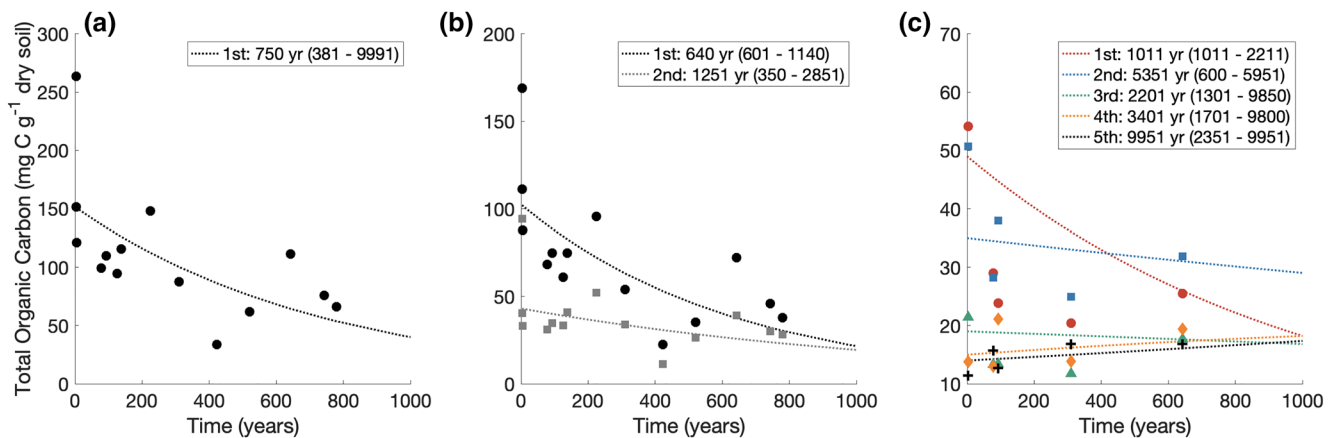 (a)
(b)
(c)
Total Organic Carbon (mg C g⁻¹ dry soil)
300
250
200
150
100
50
0
0 200 400 600 800 1000
Time (years)
1st: 750 yr (381 - 9991)
200
150
100
50
0
0 200 400 600 800 1000
Time (years)
1st: 640 yr (601 - 1140)
2nd: 1251 yr (350 - 2851)
70
60
50
40
30
20
10
0 200 400 600 800 1000
Time (years)
1st: 1011 yr (1011 - 2211)
2nd: 5351 yr (600 - 5951)
3rd: 2201 yr (1301 - 9850)
4th: 3401 yr (1701 - 9800)
5th: 9951 yr (2351 - 9951)